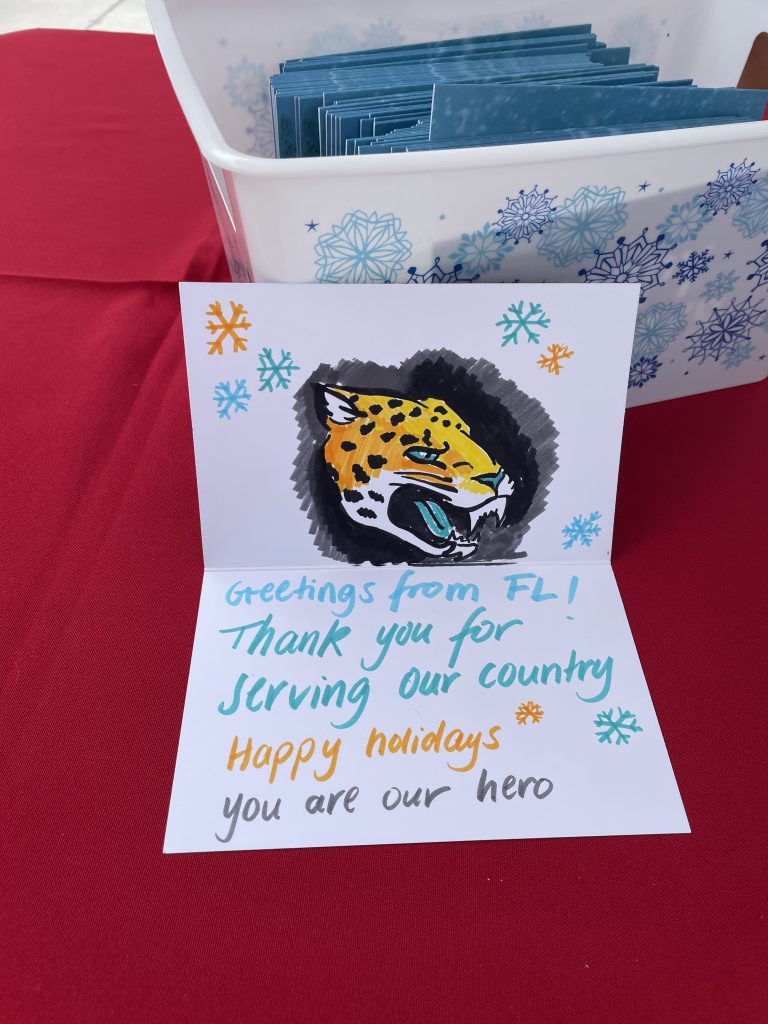 Greetings from FL!
Thank you for
serving our country
Happy holidays
you are our hero